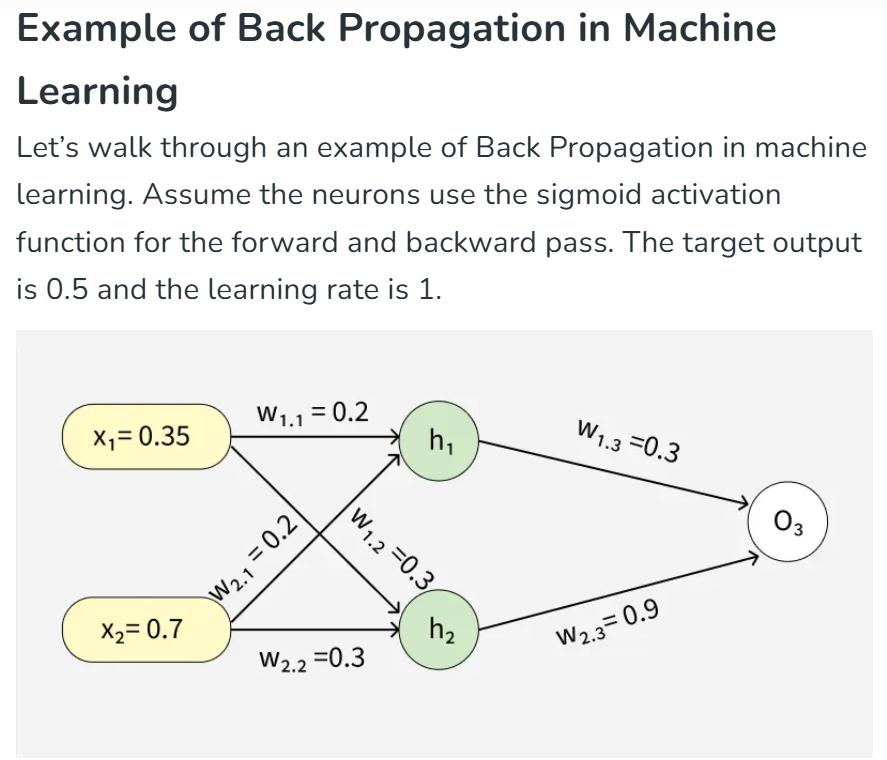 Example of Back Propagation in Machine
Learning
Let’s walk through an example of Back Propagation in machine
learning. Assume the neurons use the sigmoid activation
function for the forward and backward pass. The target output
is 0.5 and the learning rate is 1.
W₁.₁ = 0.2
x₁= 0.35
h₁
W₁.₃ =0.3
W₂.₁ = 0.2
W₁.₂ =0.3
O₃
x₂= 0.7
h₂
W₂.₃= 0.9
W₂.₂ =0.3